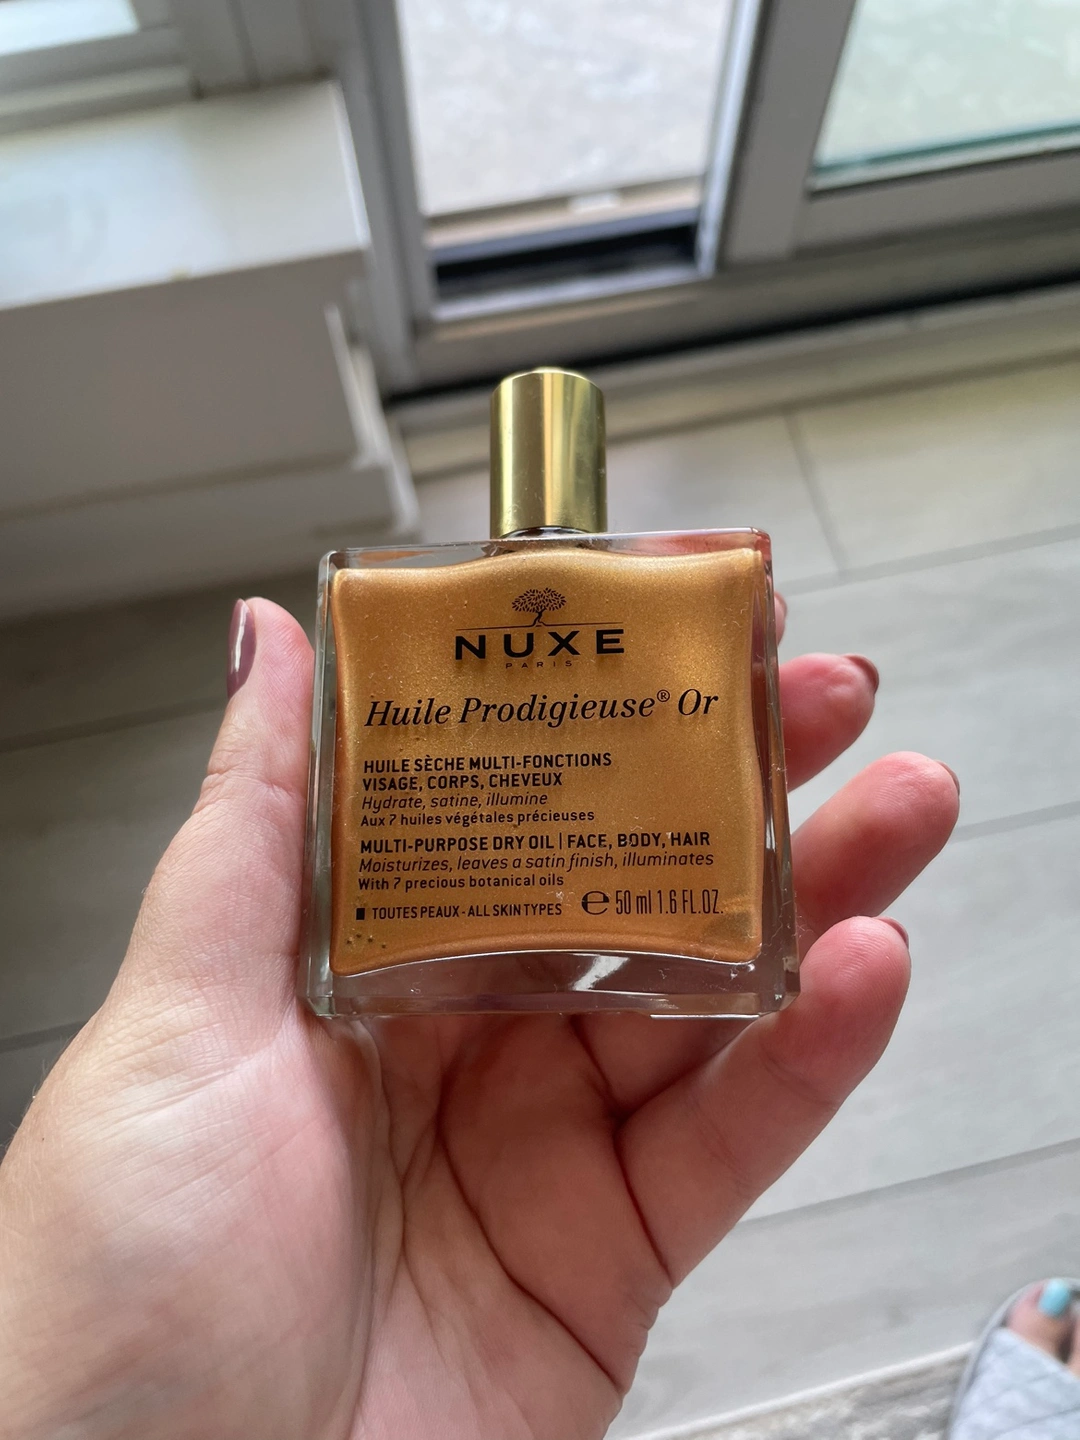 NUXE
PARIS
Huile Prodigieuse® Or
HUILE SÈCHE MULTI-FONCTIONS
VISAGE, CORPS, CHEVEUX
Hydrate, satine, illumine
Aux 7 huiles végétales précieuses
MULTI-PURPOSE DRY OIL | FACE, BODY, HAIR
Moisturizes, leaves a satin finish, illuminates
With 7 precious botanical oils
TOUTES PEAUX - ALL SKIN TYPES ℮ 50 ml 1.6 FL.OZ.